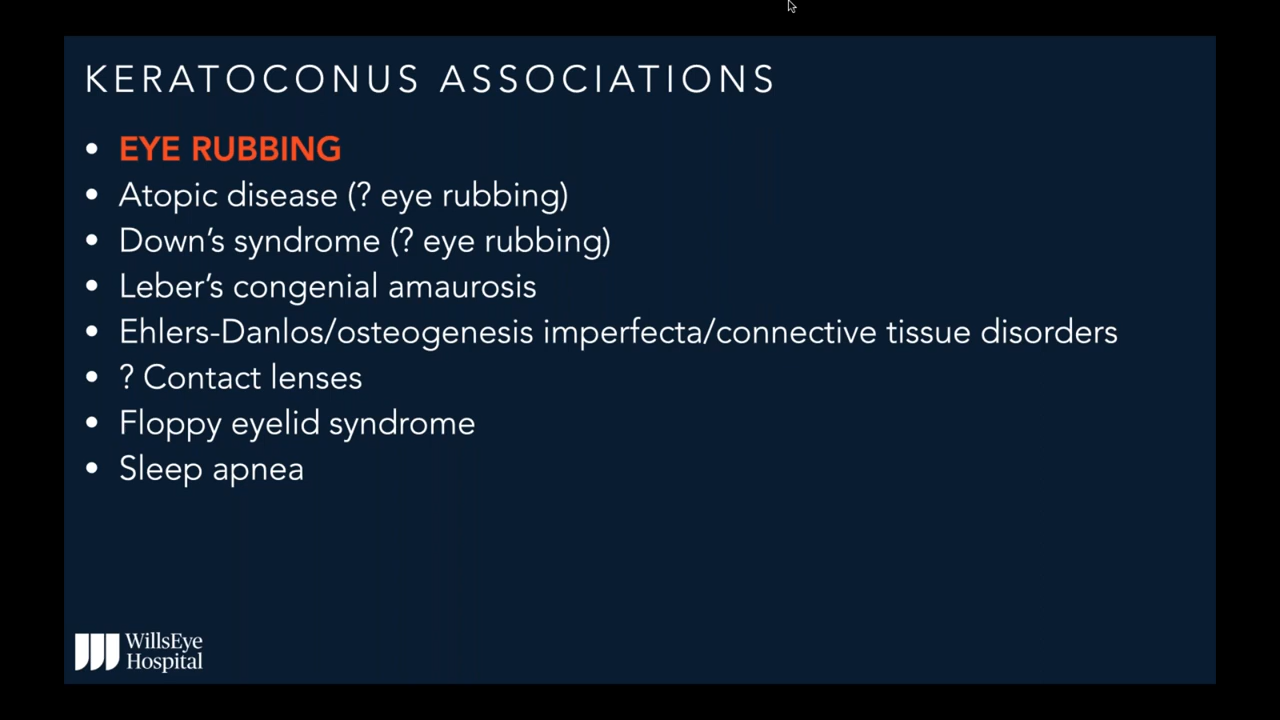 KERATOCONUS ASSOCIATIONS
• EYE RUBBING
• Atopic disease (? eye rubbing)
• Down's syndrome (? eye rubbing)
• Leber's congenial amaurosis
• Ehlers-Danlos/osteogenesis imperfecta/connective tissue disorders
• ? Contact lenses
• Floppy eyelid syndrome
• Sleep apnea
WillsEye
Hospital